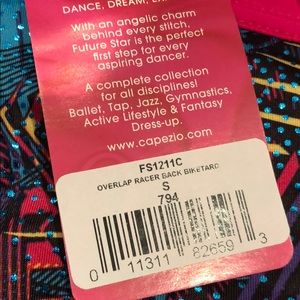 DANCE, DREAM,
With an angelic charm
behind every stitch,
Future Star is the perfect
first step for every
aspiring dancer.
A complete collection
for all disciplines!
Ballet, Tap, Jazz, Gymnastics,
Active Lifestyle & Fantasy
Dress-up.
www.capezio.com
FS1211C
OVERLAP RACER BACK BIKETARD
S
794
0 11311 82659 3